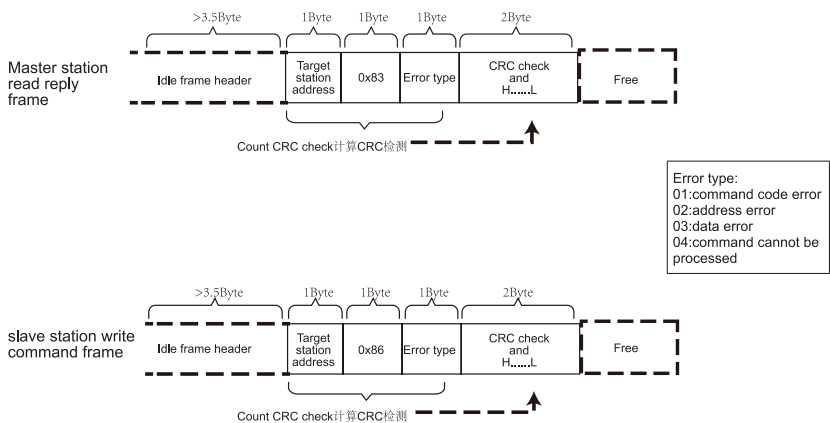 >3.5Byte 1Byte 1Byte 1Byte 2Byte
Master station
read reply
frame
Idle frame header
Target
station
address
0x83
Error type
CRC check
and
H......L
Free
Count CRC check计算CRC检测
Error type:
01:command code error
02:address error
03:data error
04:command cannot be
processed
>3.5Byte 1Byte 1Byte 1Byte 2Byte
slave station write
command frame
Idle frame header
Target
station
address
0x86
Error type
CRC check
and
H......L
Free
Count CRC check计算CRC检测